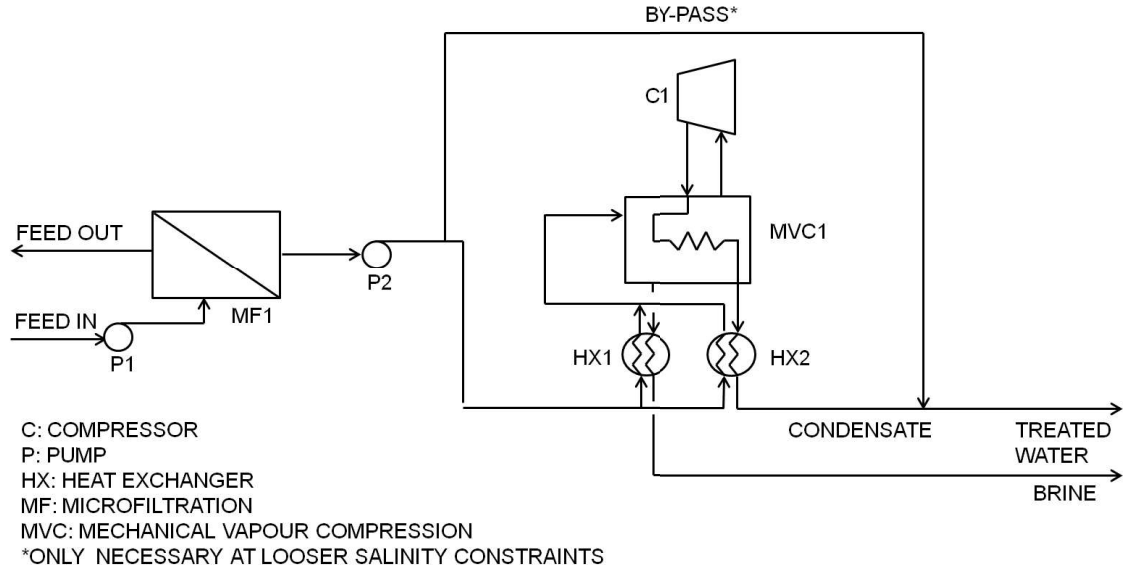 BY-PASS*
C1
FEED OUT
MVC1
P2
FEED IN
MF1
P1
HX1
HX2
C: COMPRESSOR
P: PUMP
HX: HEAT EXCHANGER
MF: MICROFILTRATION
MVC: MECHANICAL VAPOUR COMPRESSION
*ONLY NECESSARY AT LOOSER SALINITY CONSTRAINTS
CONDENSATE
TREATED
WATER
BRINE